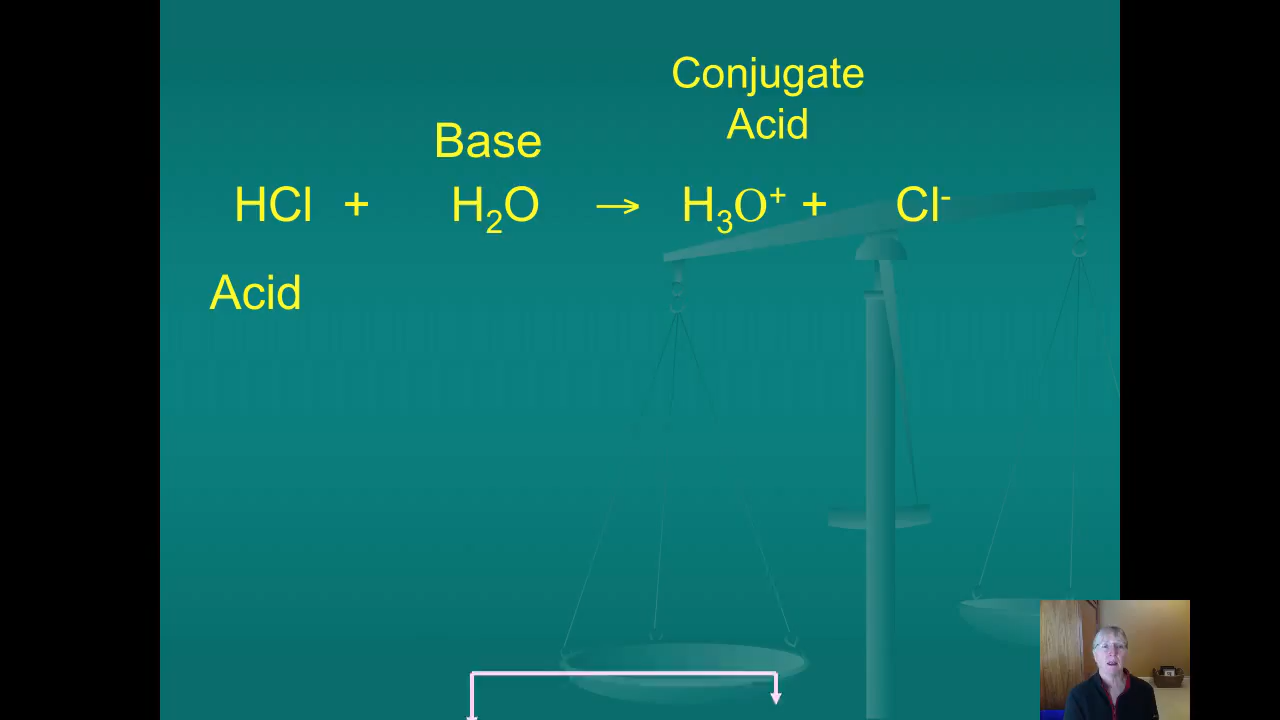 Conjugate
Acid
Base
HCl + H₂O → H₃O⁺ + Cl⁻
Acid